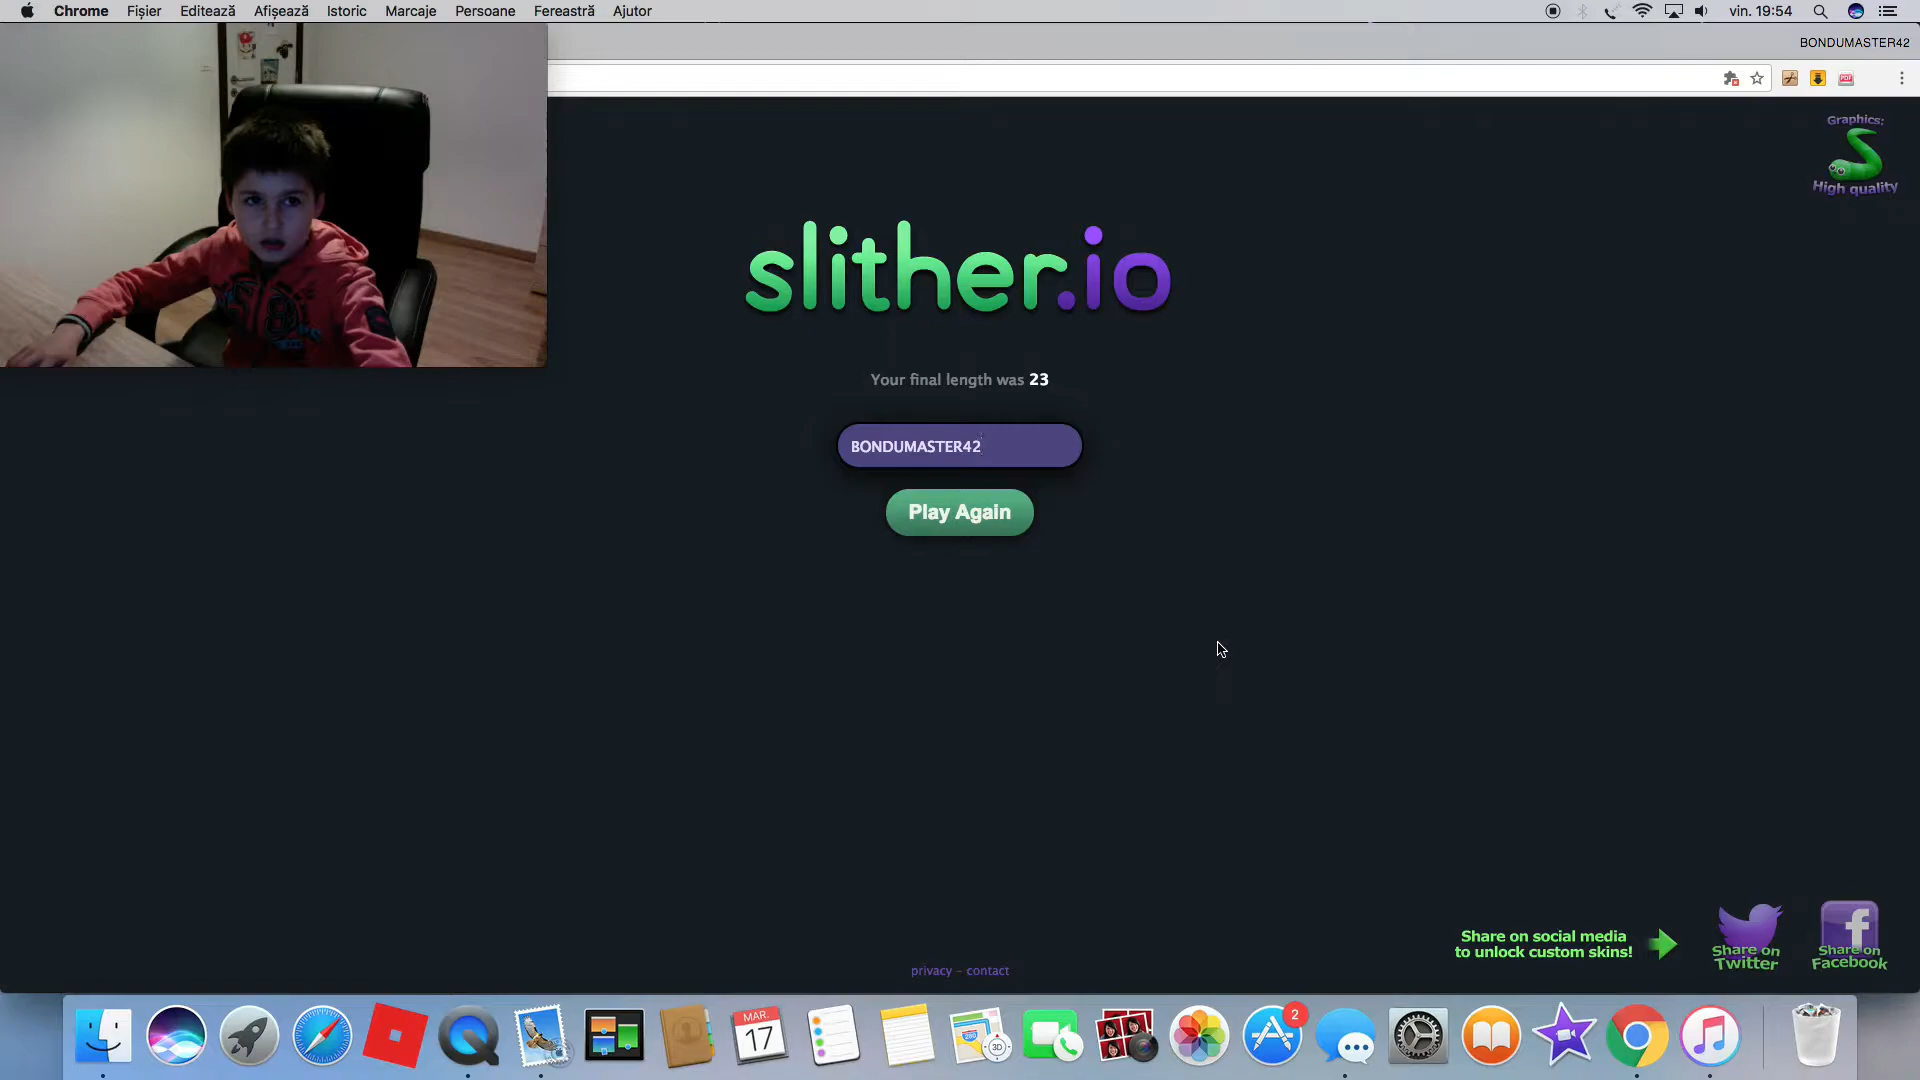 Chrome Fișier Editează Afișează Istoric Marcaje Persoane Fereastră Ajutor
vin. 19:54
BONDUMASTER42
Graphics:
High quality
slither.io
Your final length was 23
BONDUMASTER42
Play Again
Share on social media
to unlock custom skins!
Share on
Twitter
Share on
Facebook
privacy - contact
MAR.
17
3D
2